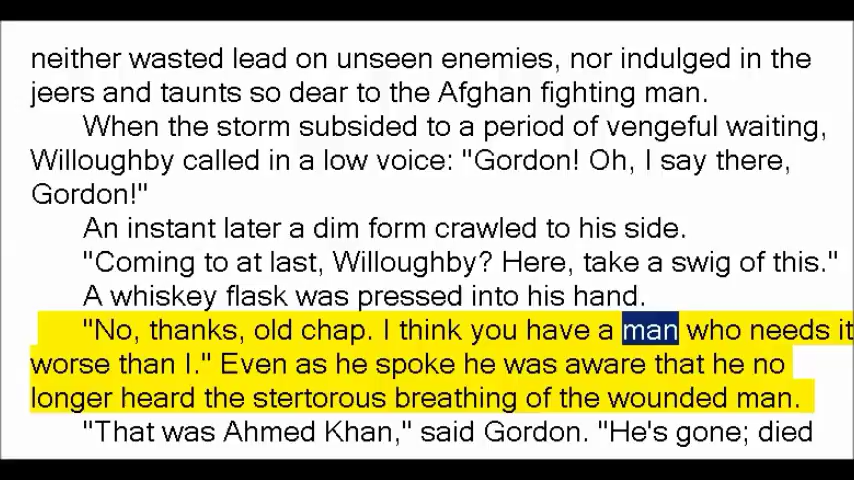 neither wasted lead on unseen enemies, nor indulged in the
jeers and taunts so dear to the Afghan fighting man.
When the storm subsided to a period of vengeful waiting,
Willoughby called in a low voice: "Gordon! Oh, I say there,
Gordon!"
An instant later a dim form crawled to his side.
"Coming to at last, Willoughby? Here, take a swig of this."
A whiskey flask was pressed into his hand.
"No, thanks, old chap. I think you have a man who needs it
worse than I." Even as he spoke he was aware that he no
longer heard the stertorous breathing of the wounded man.
"That was Ahmed Khan," said Gordon. "He's gone; died